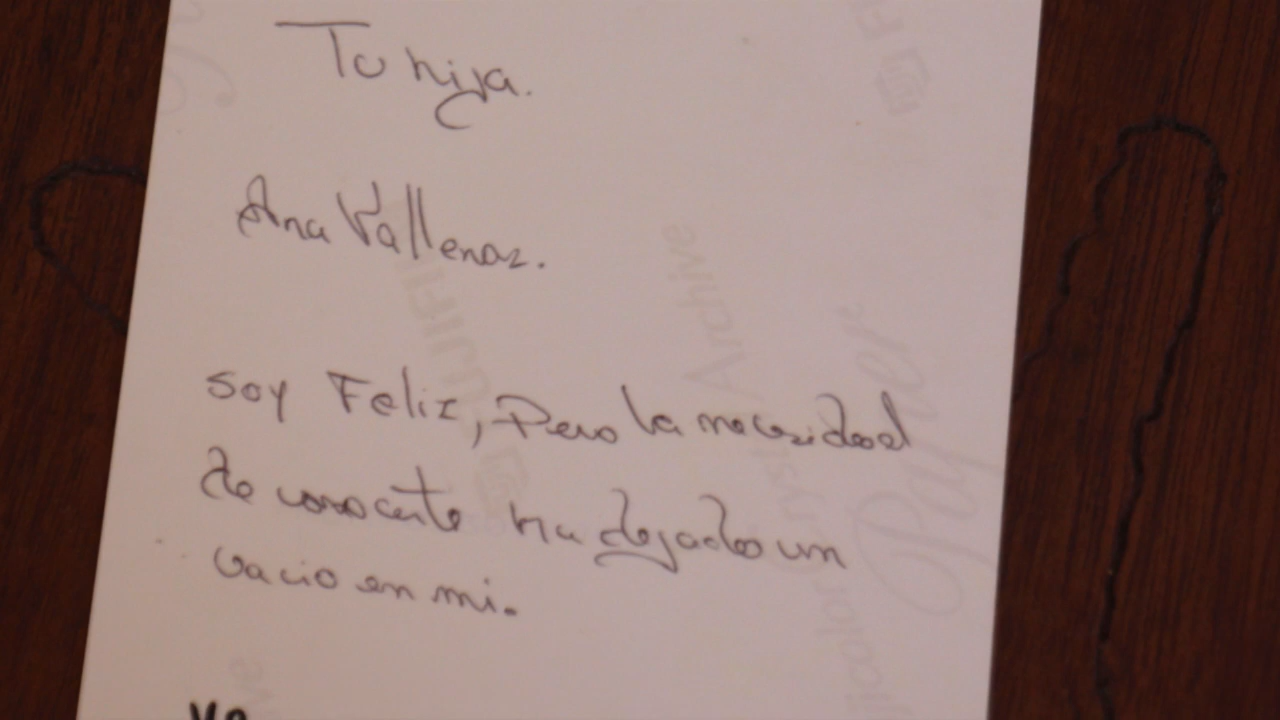 Tu hija.
Ana Vallenas.
Soy Feliz, Pero la necesidad
de conocerte ha dejado un
vacio en mi.